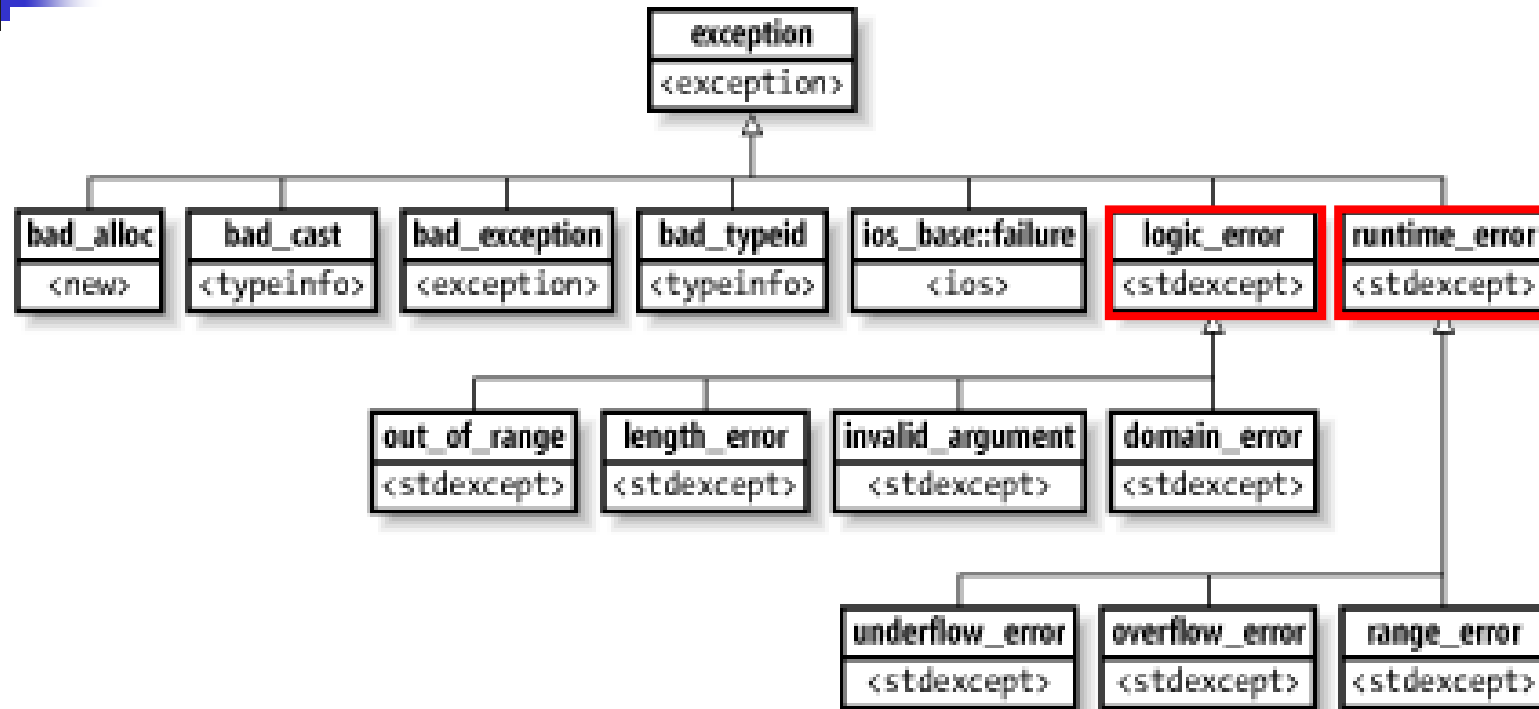 exception
<exception>
bad_alloc
<new>
bad_cast
<typeinfo>
bad_exception
<exception>
bad_typeid
<typeinfo>
ios_base::failure
<ios>
logic_error
<stdexcept>
runtime_error
<stdexcept>
out_of_range
<stdexcept>
length_error
<stdexcept>
invalid_argument
<stdexcept>
domain_error
<stdexcept>
underflow_error
<stdexcept>
overflow_error
<stdexcept>
range_error
<stdexcept>